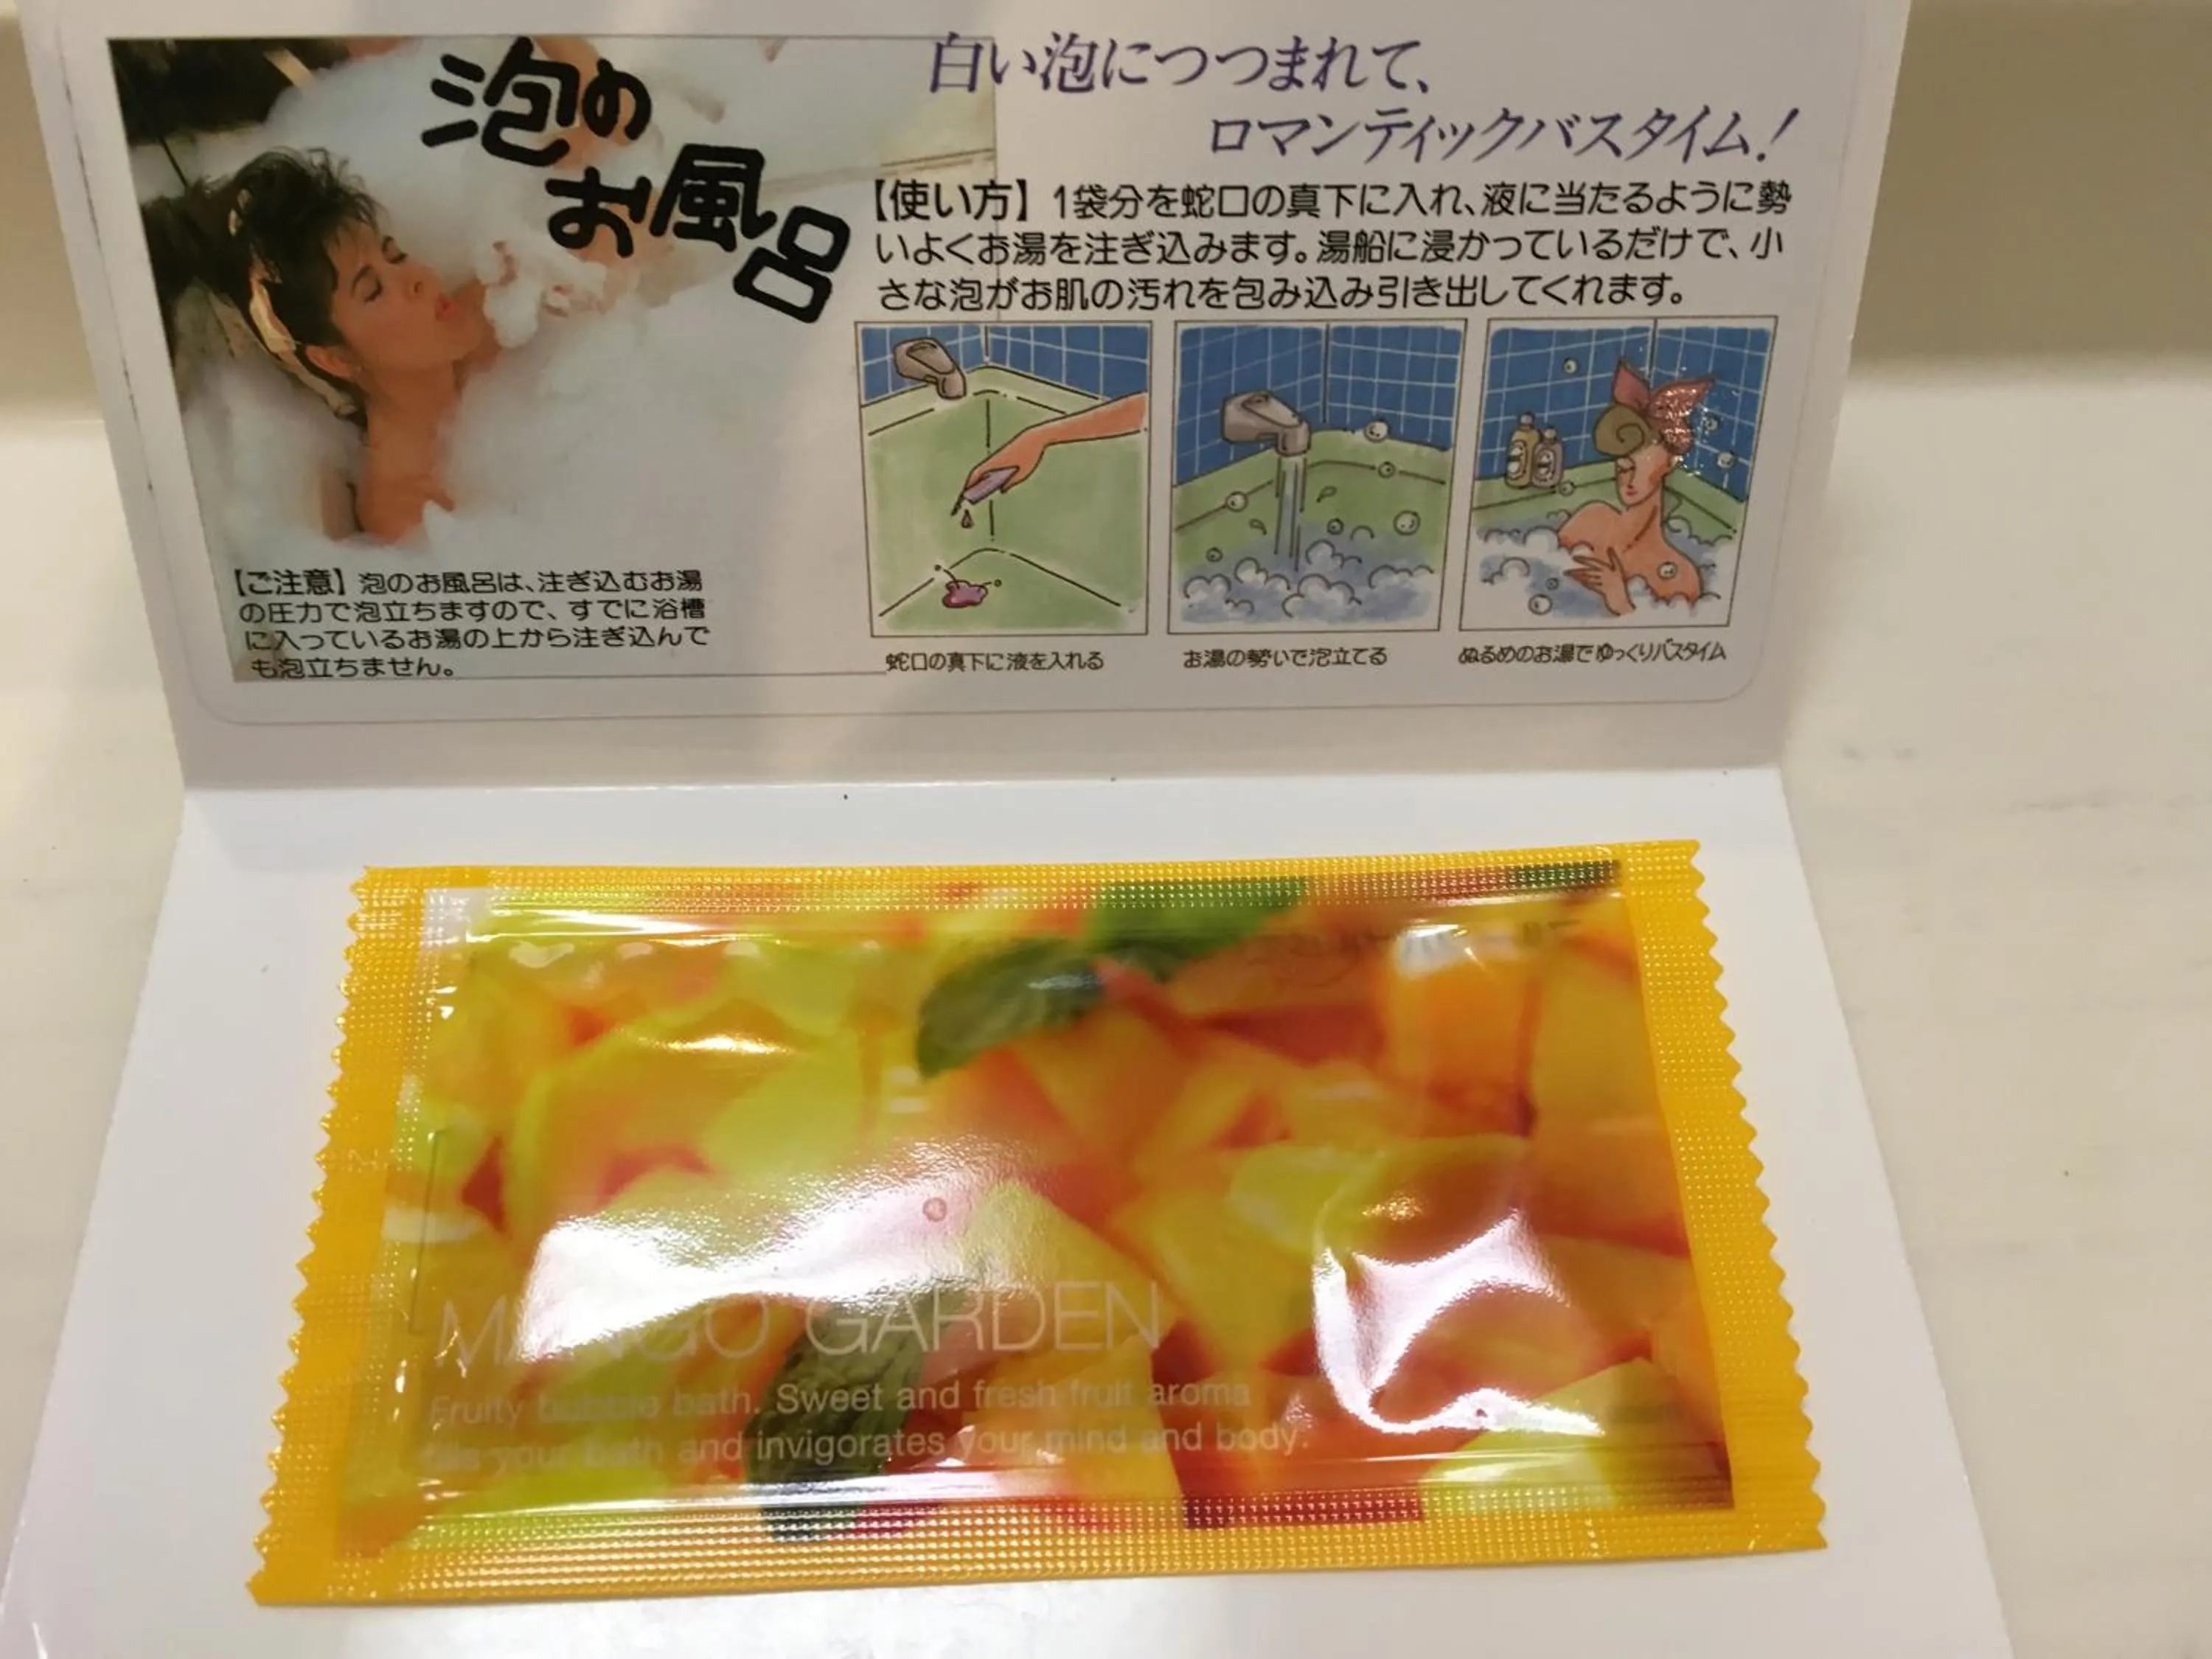 泡の
お風呂
白い泡につつまれて、
ロマンティックバスタイム!
【使い方】1袋分を蛇口の真下に入れ、液に当たるように勢
いよくお湯を注ぎ込みます。湯船に浸かっているだけで、小
さな泡がお肌の汚れを包み込み引き出してくれます。
【ご注意】泡のお風呂は、注ぎ込むお湯
の圧力で泡立ちますので、すでに浴槽
に入っているお湯の上から注ぎ込んで
も泡立ちません。
蛇口の真下に液を入れる
お湯の勢いで泡立てる
ぬるめのお湯でゆっくりバスタイム
MANGO GARDEN
Fruity bubble bath. Sweet and fresh fruit aroma
fills your bath and invigorates your mind and body.